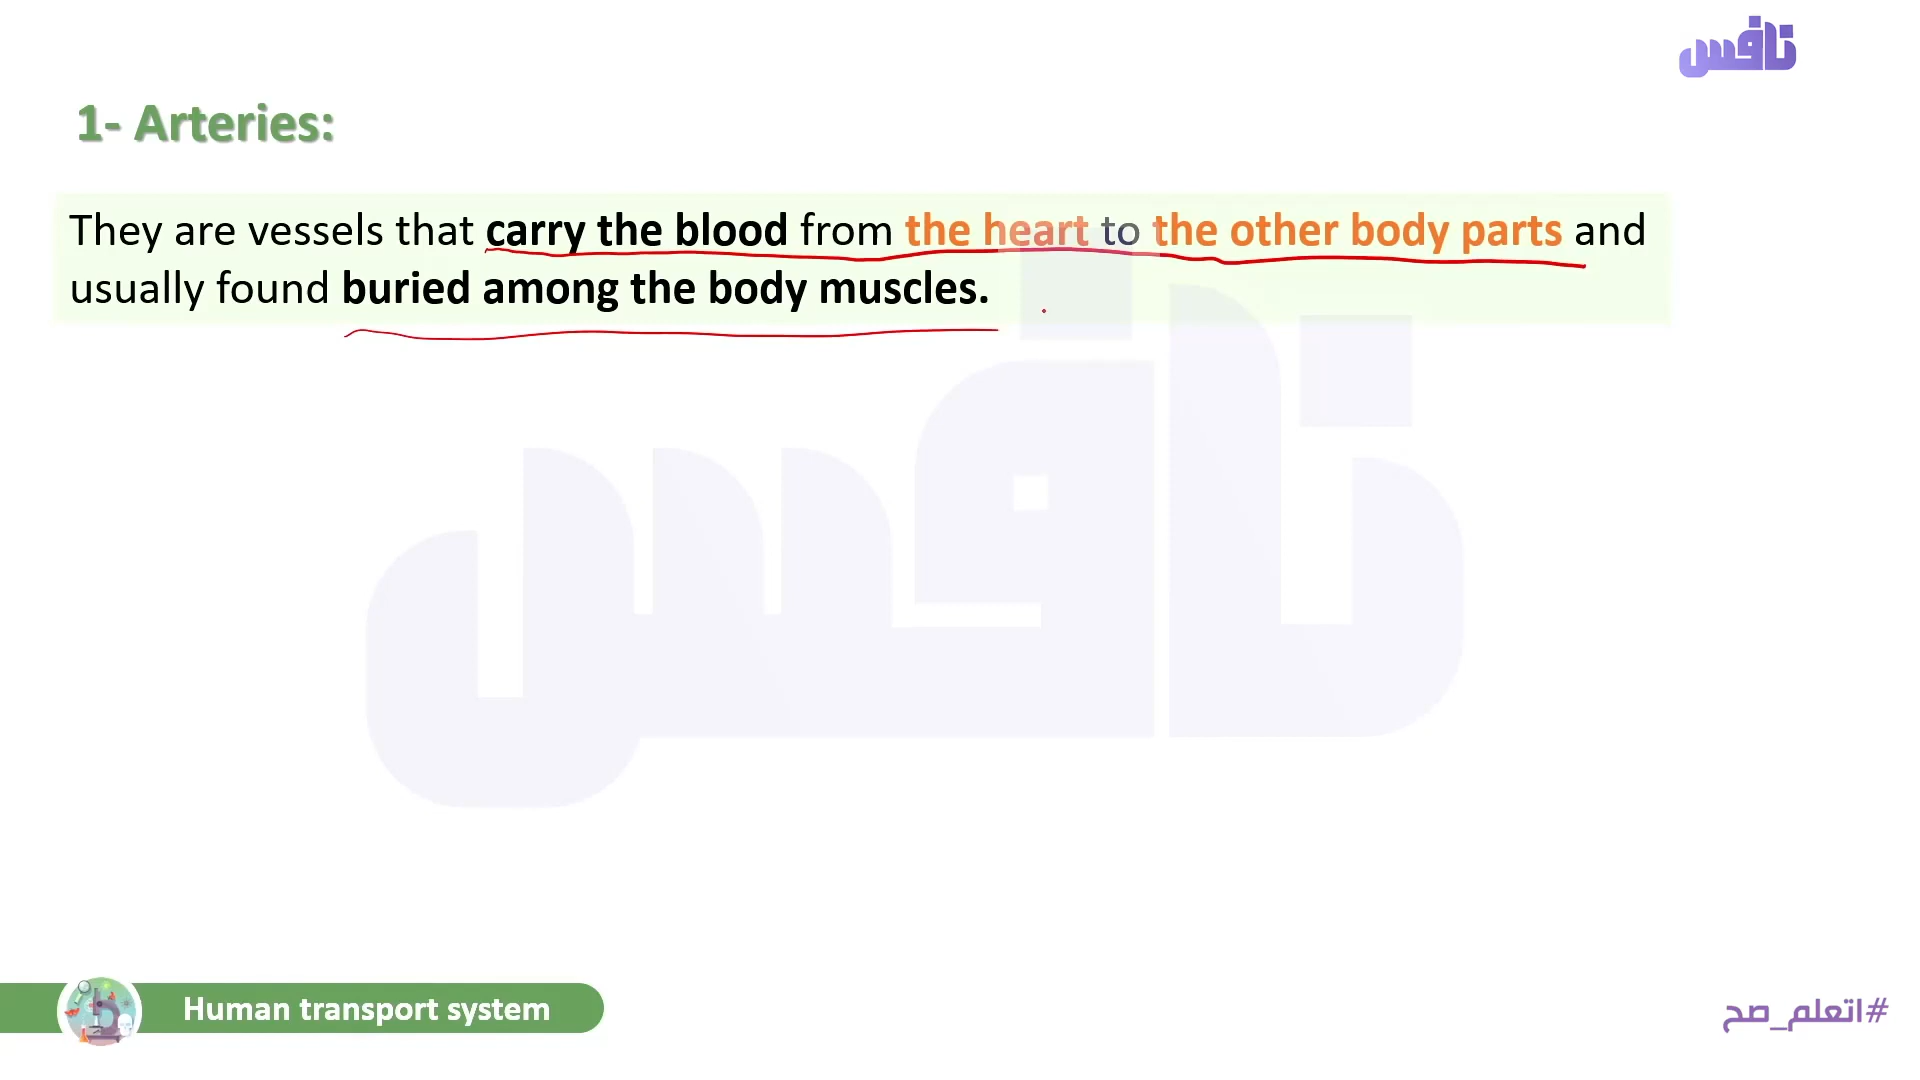 نافس
1- Arteries:
They are vessels that carry the blood from the heart to the other body parts and
usually found buried among the body muscles.
نافس
Human transport system
#اتعلم_صح